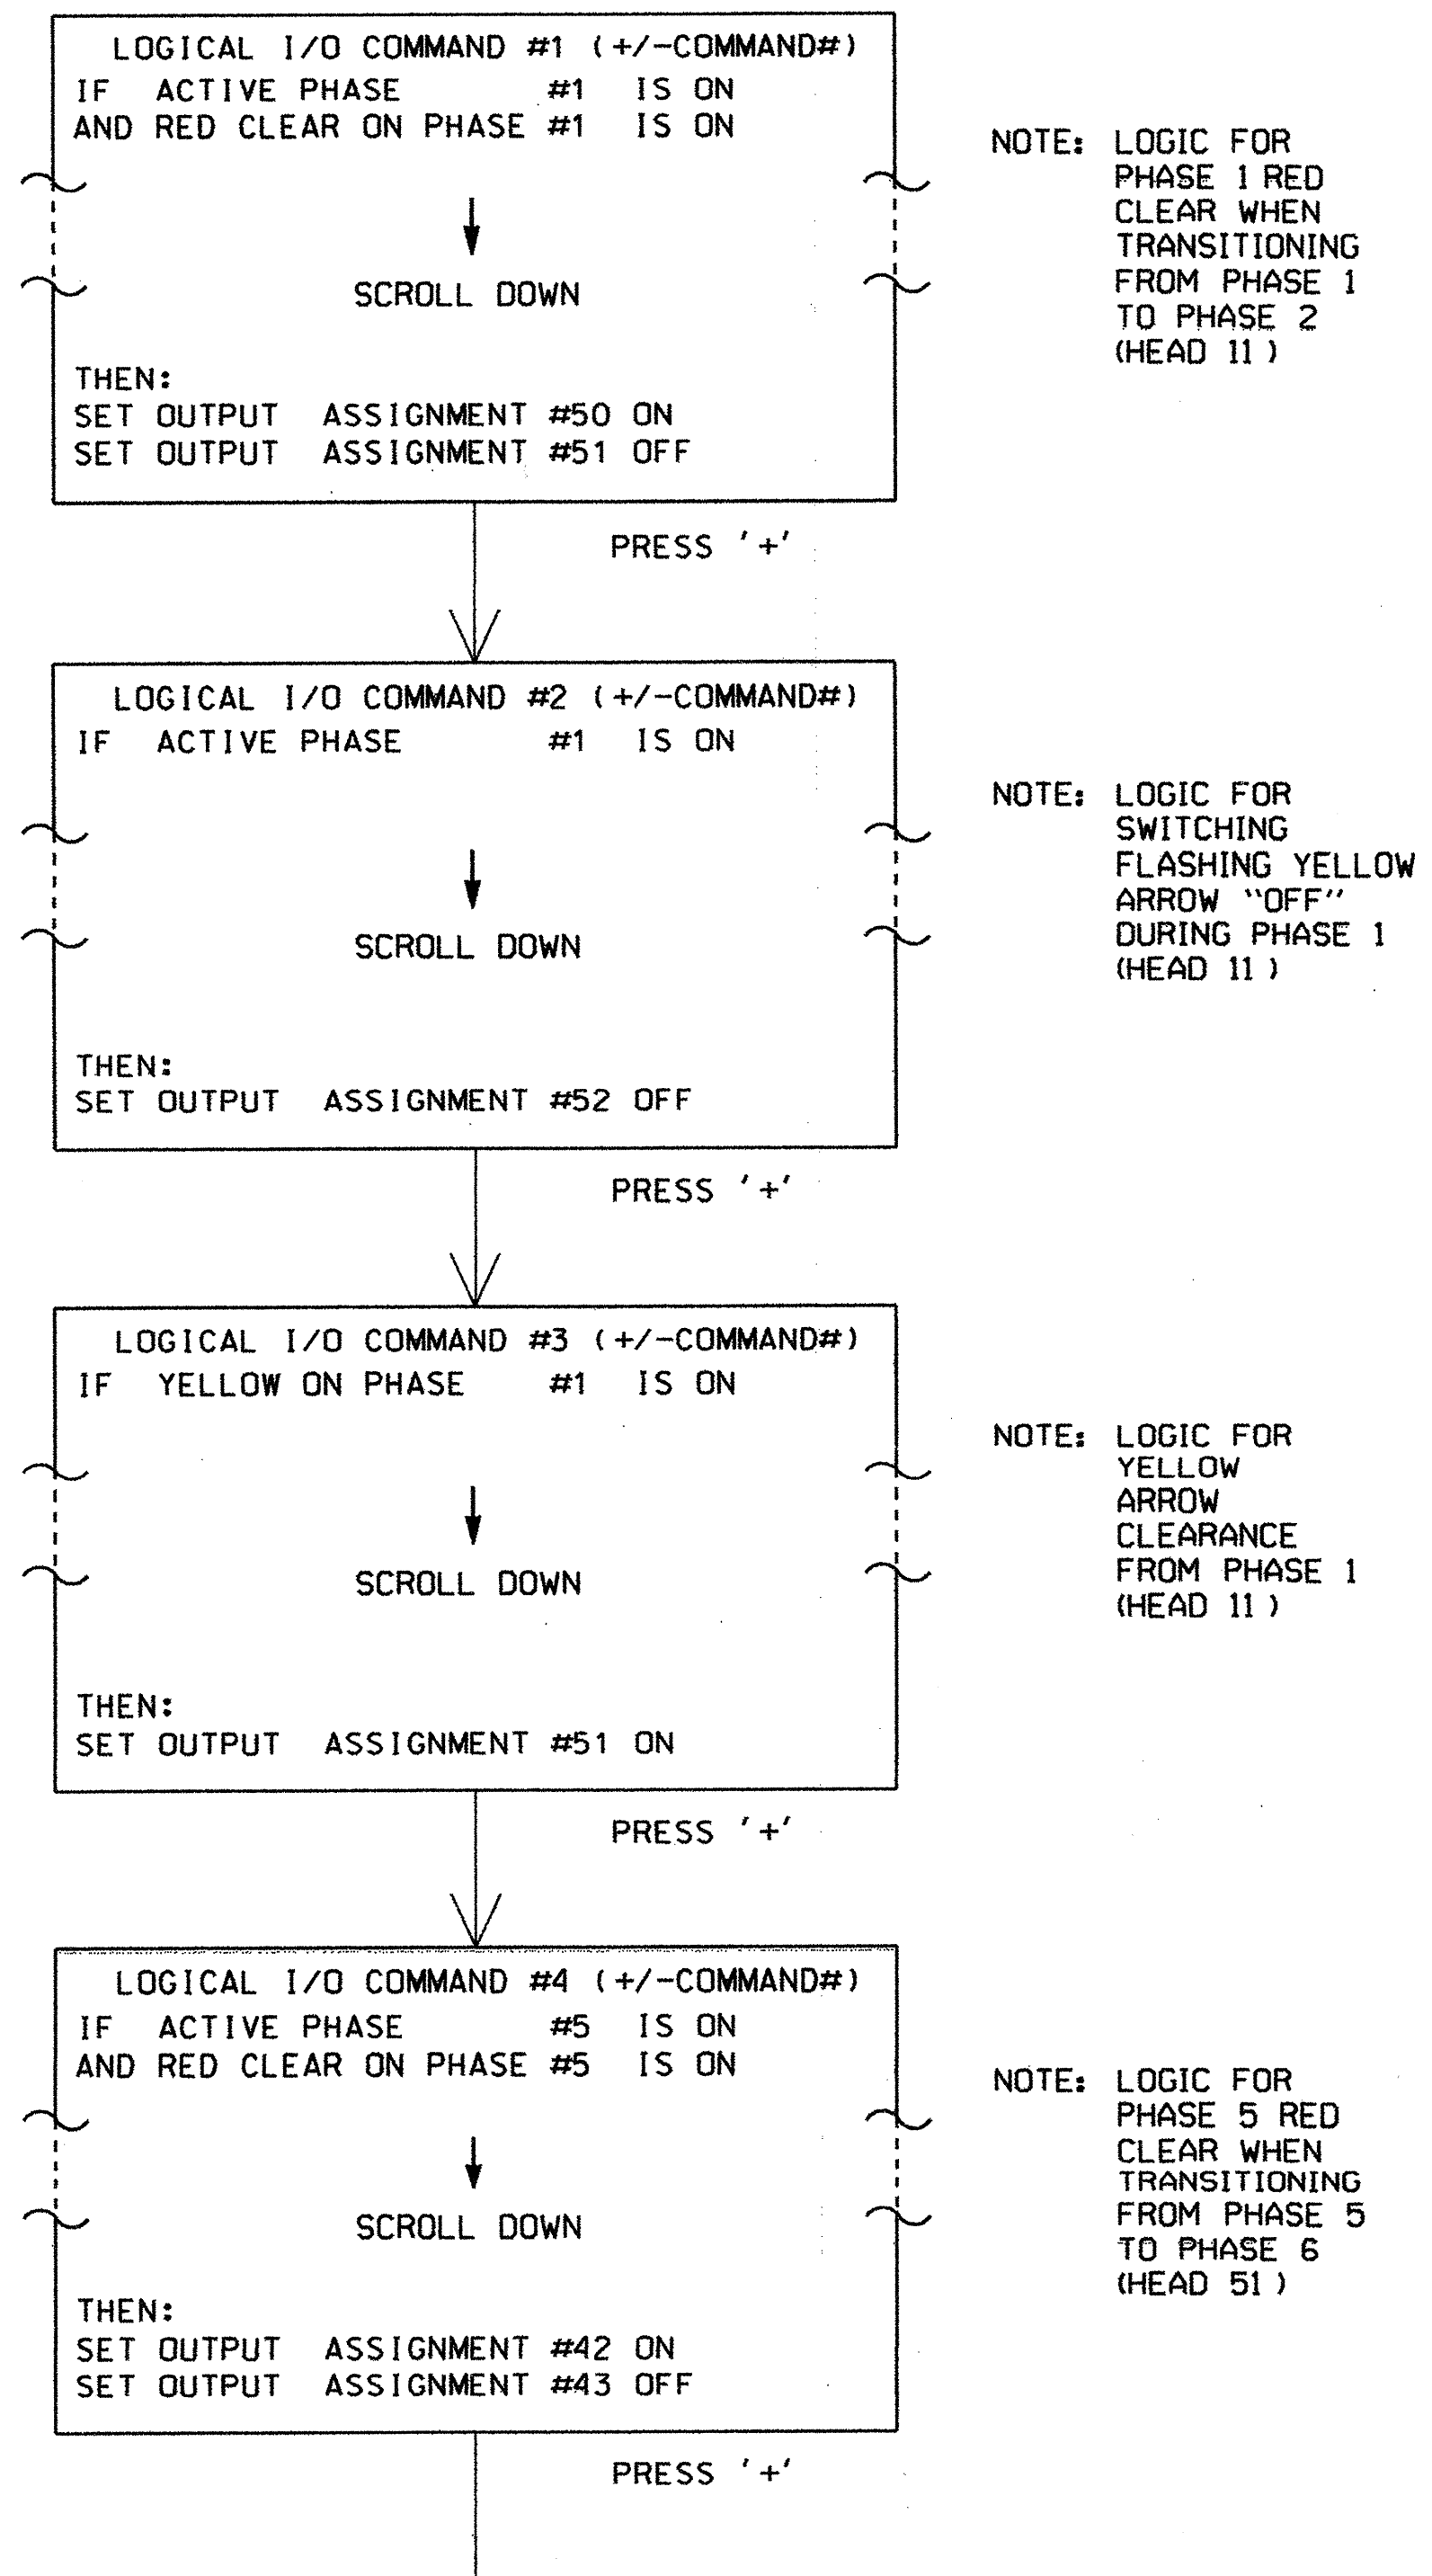 LOGICAL I/O COMMAND #1 (+/-COMMAND#)
IF ACTIVE PHASE #1 IS ON
AND RED CLEAR ON PHASE #1 IS ON
SCROLL DOWN
THEN:
SET OUTPUT ASSIGNMENT #50 ON
SET OUTPUT ASSIGNMENT #51 OFF
NOTE: LOGIC FOR
PHASE 1 RED
CLEAR WHEN
TRANSITIONING
FROM PHASE 1
TO PHASE 2
(HEAD 11)
PRESS '+'
LOGICAL I/O COMMAND #2 (+/-COMMAND#)
IF ACTIVE PHASE #1 IS ON
SCROLL DOWN
THEN:
SET OUTPUT ASSIGNMENT #52 OFF
NOTE: LOGIC FOR
SWITCHING
FLASHING YELLOW
ARROW "OFF"
DURING PHASE 1
(HEAD 11)
PRESS '+'
LOGICAL I/O COMMAND #3 (+/-COMMAND#)
IF YELLOW ON PHASE #1 IS ON
SCROLL DOWN
THEN:
SET OUTPUT ASSIGNMENT #51 ON
NOTE: LOGIC FOR
YELLOW
ARROW
CLEARANCE
FROM PHASE 1
(HEAD 11)
PRESS '+'
LOGICAL I/O COMMAND #4 (+/-COMMAND#)
IF ACTIVE PHASE #5 IS ON
AND RED CLEAR ON PHASE #5 IS ON
SCROLL DOWN
THEN:
SET OUTPUT ASSIGNMENT #42 ON
SET OUTPUT ASSIGNMENT #43 OFF
NOTE: LOGIC FOR
PHASE 5 RED
CLEAR WHEN
TRANSITIONING
FROM PHASE 5
TO PHASE 6
(HEAD 51)
PRESS '+'